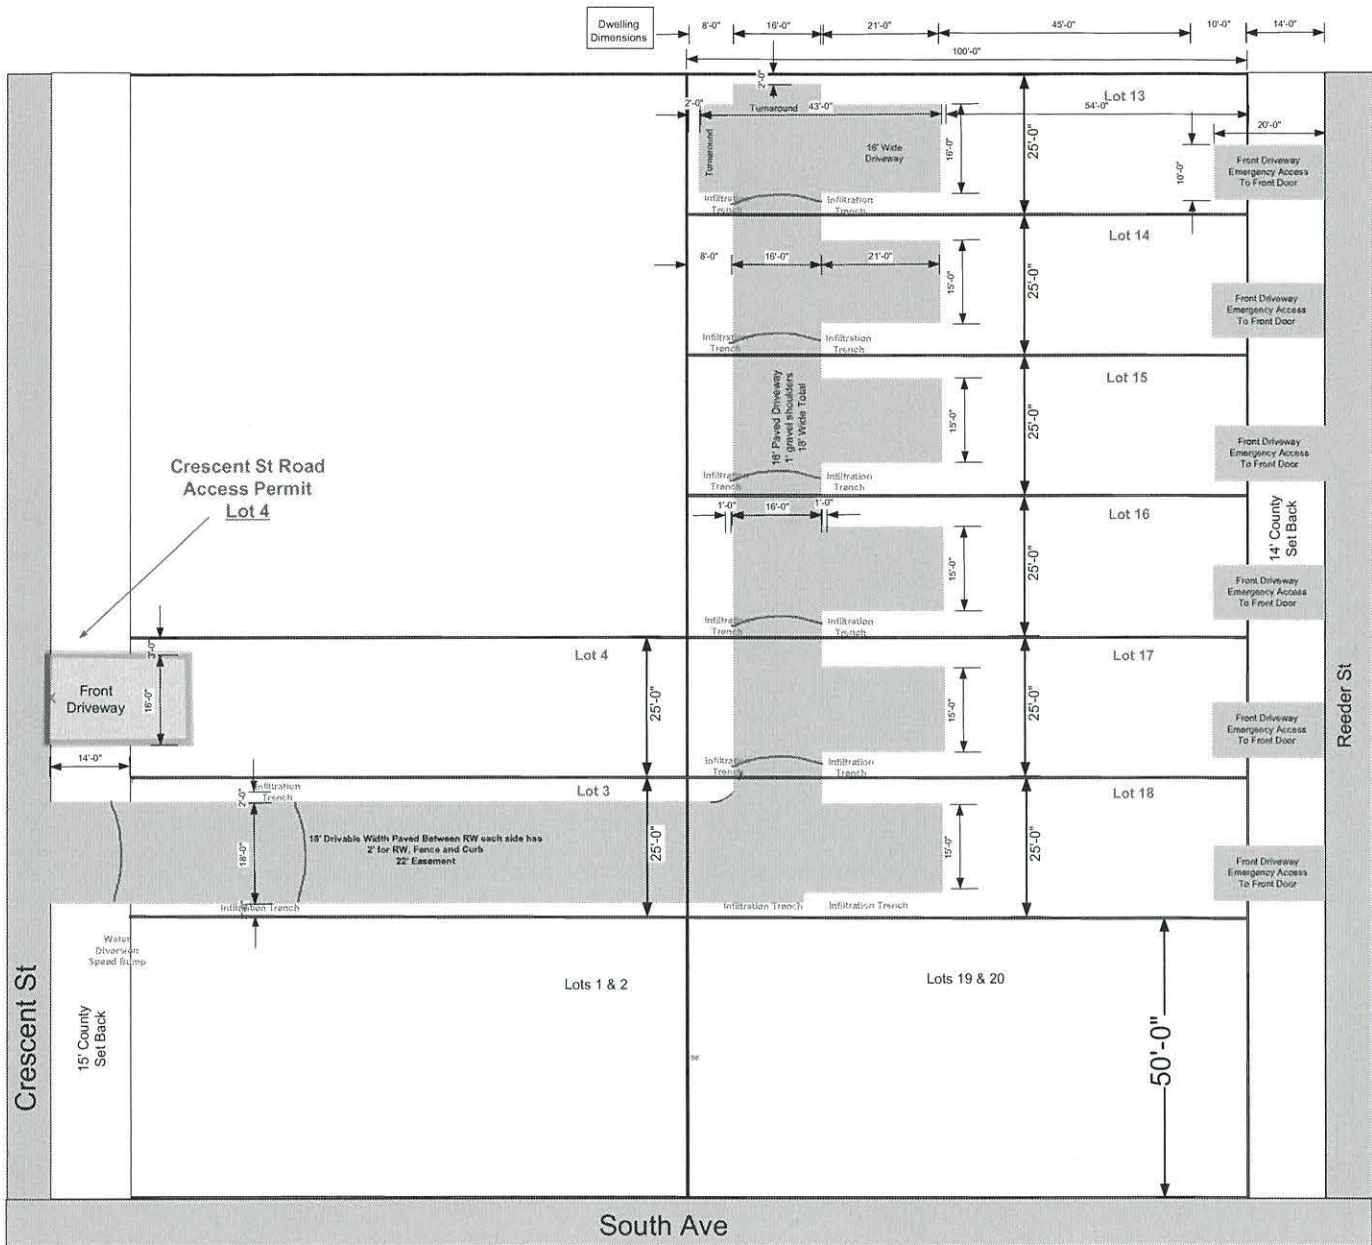 Dwelling
Dimensions
8'-0"
16'-0"
21'-0"
45'-0"
10'-0"
14'-0"
100'-0"
2'-0"
Lot 13
2'-0"
Turnaround
43'-0"
54'-0"
20'-0"
Turnaround
16' Wide
Driveway
16'-0"
25'-0"
10'-0"
Front Driveway
Emergency Access
To Front Door
Infiltration
Trench
Infiltration
Trench
Lot 14
8'-0"
16'-0"
21'-0"
15'-0"
25'-0"
Front Driveway
Emergency Access
To Front Door
Infiltration
Trench
Infiltration
Trench
Lot 15
16' Paved Driveway
1' gravel shoulders
18' Wide Total
15'-0"
25'-0"
Front Driveway
Emergency Access
To Front Door
Crescent St Road
Access Permit
Lot 4
Infiltration
Trench
Infiltration
Trench
1'-0"
16'-0"
1'-0"
Lot 16
14' County
Set Back
15'-0"
25'-0"
Front Driveway
Emergency Access
To Front Door
Infiltration
Trench
Infiltration
Trench
3'-0"
Lot 4
Lot 17
Front
Driveway
16'-0"
25'-0"
15'-0"
25'-0"
Front Driveway
Emergency Access
To Front Door
Reeder St
14'-0"
Infiltration
Trench
Infiltration
Trench
Infiltration
Trench
2'-0"
Lot 3
Lot 18
18' Drivable Width Paved Between RW each side has
2' for RW, Fence and Curb
22' Easement
18'-0"
25'-0"
15'-0"
25'-0"
Front Driveway
Emergency Access
To Front Door
Infiltration Trench
Infiltration Trench
Infiltration Trench
Water
Diversion
Speed Bump
Lots 1 & 2
Lots 19 & 20
Crescent St
15' County
Set Back
50'-0"
South Ave